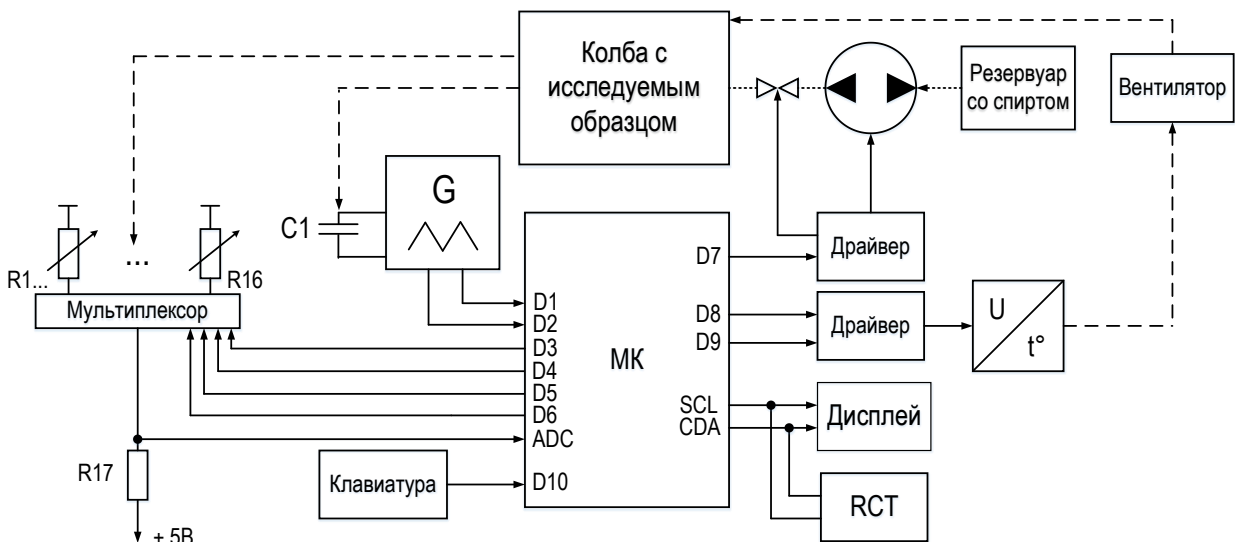 Колба с
исследуемым
образцом
Резервуар
со спиртом
Вентилятор
G
C1
R1...
...
R16
Мультиплексор
D1
D2
D3
D4
D5
D6
ADC
D10
МК
D7
D8
D9
SCL
CDA
Драйвер
Драйвер
U
t°
Дисплей
RCT
Клавиатура
R17
+ 5В